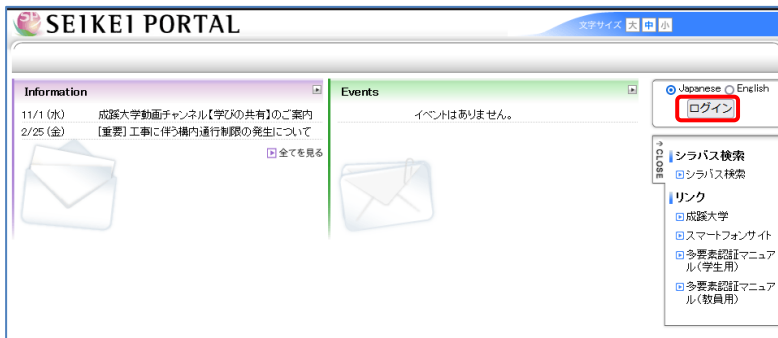 SEIKEI PORTAL
文字サイズ 大 中 小
Information
11/1 (水) 成蹊大学動画チャンネル【学びの共有】のご案内
2/25 (金) [重要] 工事に伴う構内通行制限の発生について
全てを見る
Events
イベントはありません。
Japanese English
ログイン
CLOSE
シラバス検索
シラバス検索
リンク
成蹊大学
スマートフォンサイト
多要素認証マニュア
ル(学生用)
多要素認証マニュア
ル(教員用)